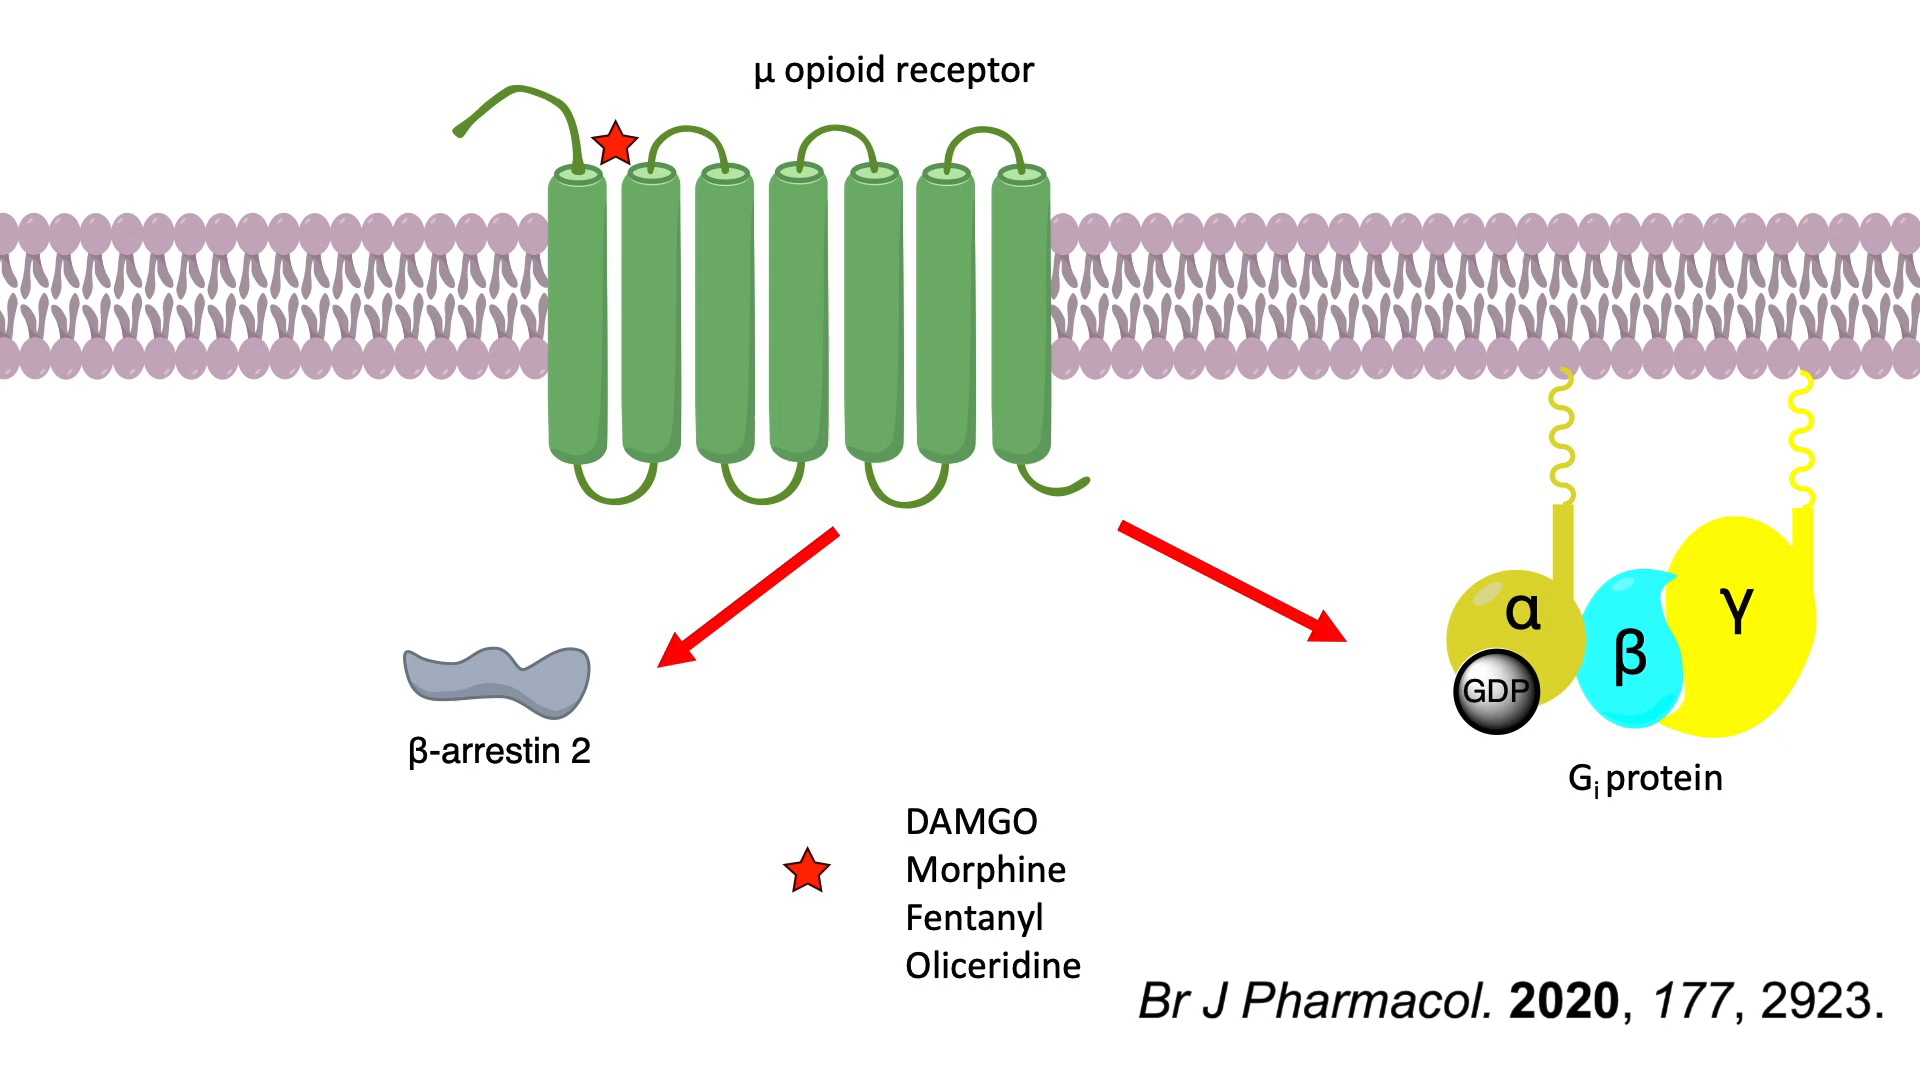 μ opioid receptor
α
β
γ
GDP
β-arrestin 2
Gi protein
DAMGO
Morphine
Fentanyl
Oliceridine
Br J Pharmacol. 2020, 177, 2923.